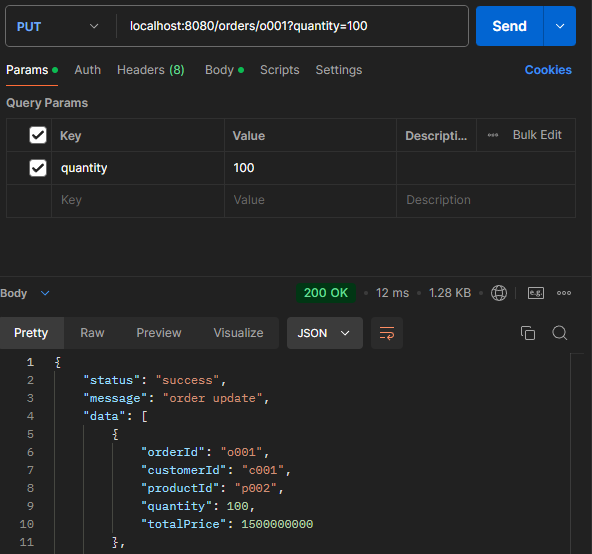 PUT localhost:8080/orders/o001?quantity=100 Send
Params Auth Headers (8) Body Scripts Settings Cookies
Query Params
Key Value Descripti... Bulk Edit
quantity 100
Key Value Description
Body 200 OK 12 ms 1.28 KB e.g.
Pretty Raw Preview Visualize JSON
1 {
2 "status": "success",
3 "message": "order update",
4 "data": [
5 {
6 "orderId": "o001",
7 "customerId": "c001",
8 "productId": "p002",
9 "quantity": 100,
10 "totalPrice": 1500000000
11 },